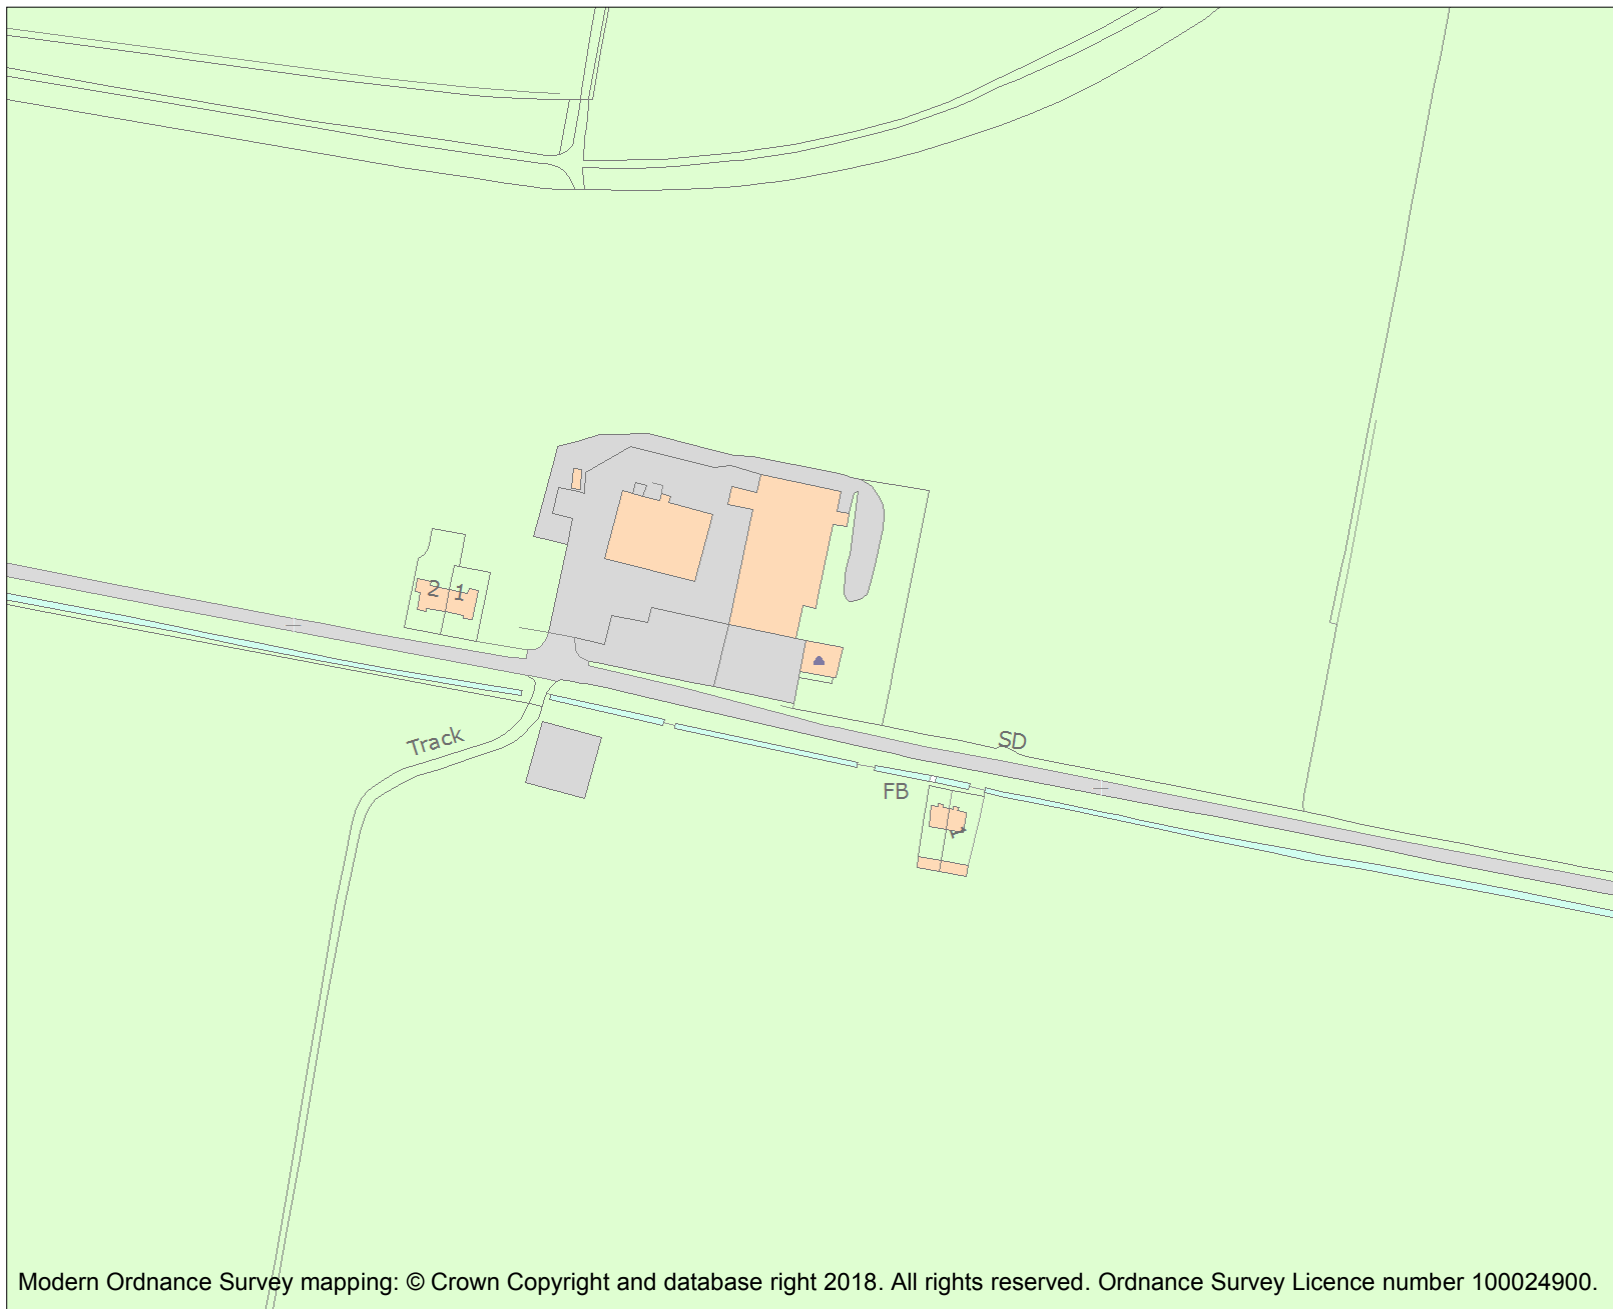 2 1
Track
SD
FB
1
Modern Ordnance Survey mapping: © Crown Copyright and database right 2018. All rights reserved. Ordnance Survey Licence number 100024900.